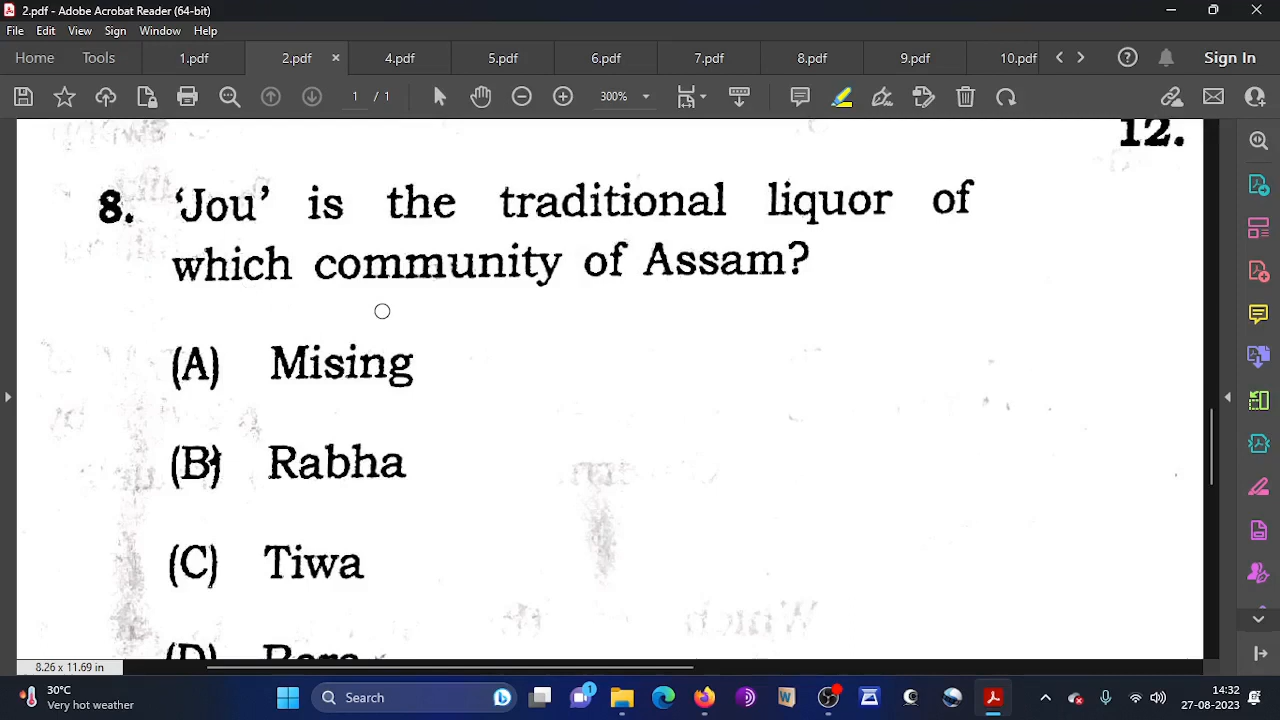 2.pdf - Adobe Acrobat Reader (64-bit)
File Edit View Sign Window Help
Home Tools 1.pdf 2.pdf × 4.pdf 5.pdf 6.pdf 7.pdf 8.pdf 9.pdf 10.pdf Sign In
1 / 1 300%
12.
8. ‘Jou’ is the traditional liquor of
which community of Assam?
(A) Mising
(B) Rabha
(C) Tiwa
(D) Boro
8.26 x 11.69 in
30°C
Very hot weather
Search
1
14:32
27-08-2023